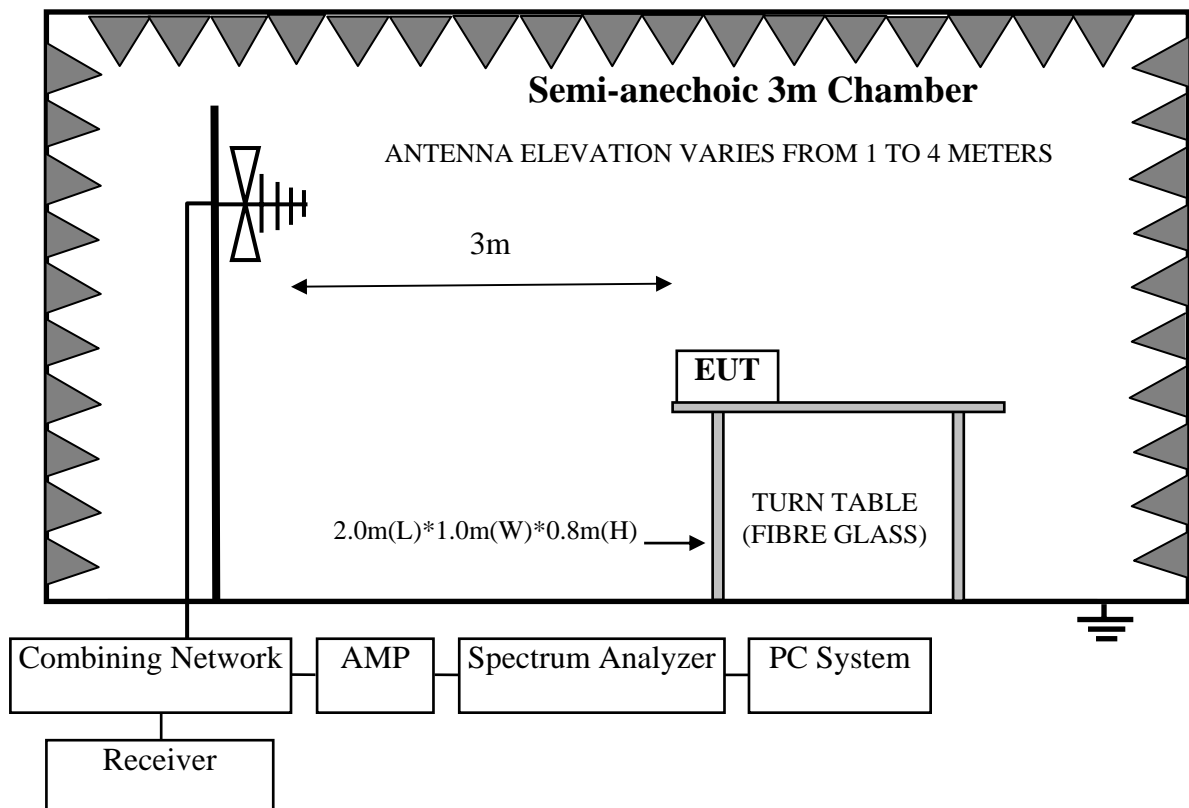 Semi-anechoic 3m Chamber
ANTENNA ELEVATION VARIES FROM 1 TO 4 METERS
3m
EUT
TURN TABLE
(FIBRE GLASS)
2.0m(L)*1.0m(W)*0.8m(H)
Combining Network
AMP
Spectrum Analyzer
PC System
Receiver